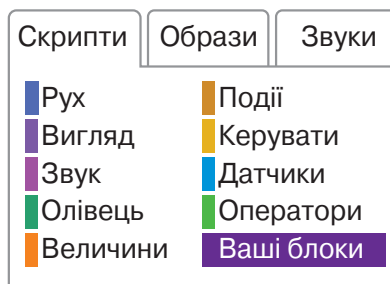 Скрипти Образи Звуки
Рух Події
Вигляд Керувати
Звук Датчики
Олівець Оператори
Величини Ваші блоки